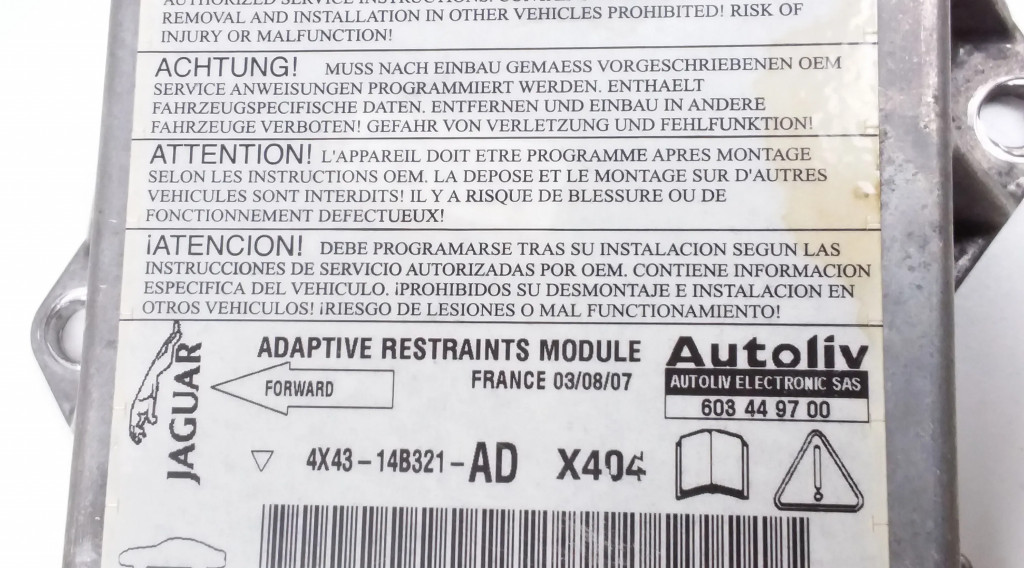 REMOVAL AND INSTALLATION IN OTHER VEHICLES PROHIBITED! RISK OF
INJURY OR MALFUNCTION!
ACHTUNG! MUSS NACH EINBAU GEMAESS VORGESCHRIEBENEN OEM
SERVICE ANWEISUNGEN PROGRAMMIERT WERDEN. ENTHAELT
FAHRZEUGSPEZIFISCHE DATEN. ENTFERNEN UND EINBAU IN ANDERE
FAHRZEUGE VERBOTEN! GEFAHR VON VERLETZUNG UND FEHLFUNKTION!
ATTENTION! L'APPAREIL DOIT ETRE PROGRAMME APRES MONTAGE
SELON LES INSTRUCTIONS OEM. LA DEPOSE ET LE MONTAGE SUR D'AUTRES
VEHICULES SONT INTERDITS! IL Y A RISQUE DE BLESSURE OU DE
FONCTIONNEMENT DEFECTUEUX!
¡ATENCION! DEBE PROGRAMARSE TRAS SU INSTALACION SEGUN LAS
INSTRUCCIONES DE SERVICIO AUTORIZADAS POR OEM. CONTIENE INFORMACION
ESPECIFICA DEL VEHICULO. ¡PROHIBIDOS SU DESMONTAJE E INSTALACION EN
OTROS VEHICULOS! ¡RIESGO DE LESIONES O MAL FUNCTIONAMIENTO!
JAGUAR
ADAPTIVE RESTRAINTS MODULE
FORWARD
FRANCE 03/08/07
Autoliv
AUTOLIV ELECTRONIC SAS
603 44 97 00
4X43-14B321-AD X404